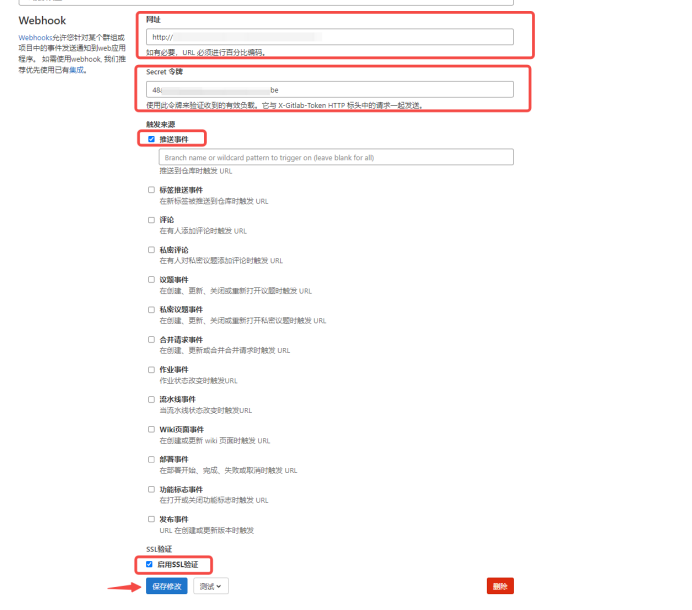 Webhook
Webhooks允许您针对某个群组或
项目中的事件发送通知到web应用
程序。 如需使用webhook, 我们推
荐优先使用已有集成。
网址
http://
如有必要，URL 必须进行百分比编码。
Secret 令牌
48 be
使用此令牌来验证收到的有效负载。它与 X-Gitlab-Token HTTP 标头中的请求一起发送。
触发来源
推送事件
Branch name or wildcard pattern to trigger on (leave blank for all)
推送到仓库时触发 URL
标签推送事件
在新标签被推送到仓库时触发 URL
评论
在有人添加评论时触发 URL
私密评论
在有人对私密议题添加评论时触发 URL
议题事件
在创建、更新、关闭或重新打开议题时触发 URL
私密议题事件
在创建、更新、关闭或重新打开私密议题时触发 URL
合并请求事件
在创建、更新或合并合并请求时触发 URL
作业事件
作业状态改变时触发URL
流水线事件
当流水线状态改变时触发URL
Wiki页面事件
在创建或更新 wiki 页面时触发 URL
部署事件
在部署开始、完成、失败或取消时触发 URL
功能标志事件
在打开或关闭功能标志时触发 URL
发布事件
URL 在创建或更新版本时触发
SSL验证
启用SSL验证
保存修改 测试 删除